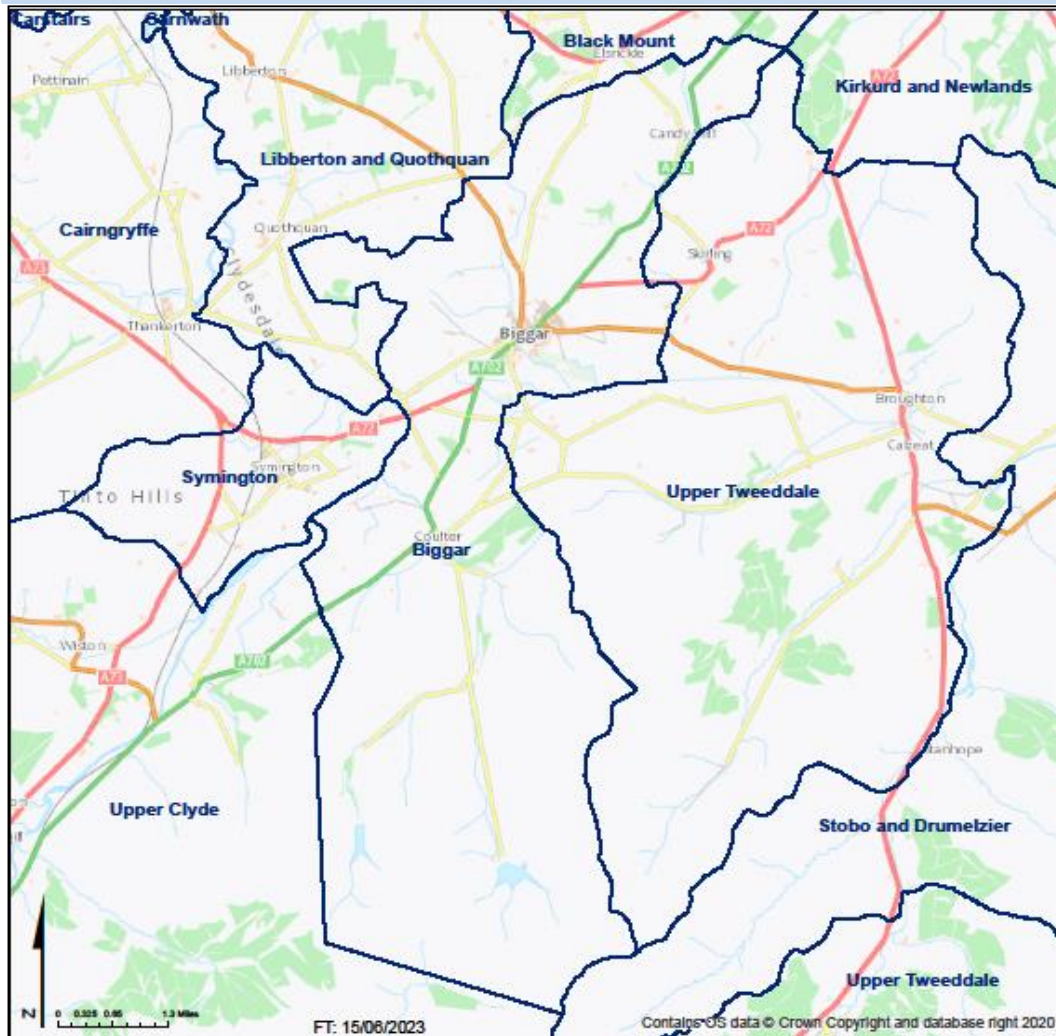 Carstairs
Carnwath
Black Mount
Elsrickle
A72
Pettinain
Libberton
Kirkurd and Newlands
Candy Mill
A702
Libberton and Quothquan
Cairngryffe
Quothquan
Clydesdale
A72
Skirling
A73
Thankerton
Biggar
A702
Broughton
A72
Calzeat
Symington
Symington
Tinto Hills
Upper Tweeddale
Coulter
Biggar
Wiston
A702
A73
Stanhope
Upper Clyde
Stobo and Drumelzier
Upper Tweeddale
N
0 0.325 0.65 1.3 Miles
FT: 15/06/2023
Contains OS data © Crown Copyright and database right 2020